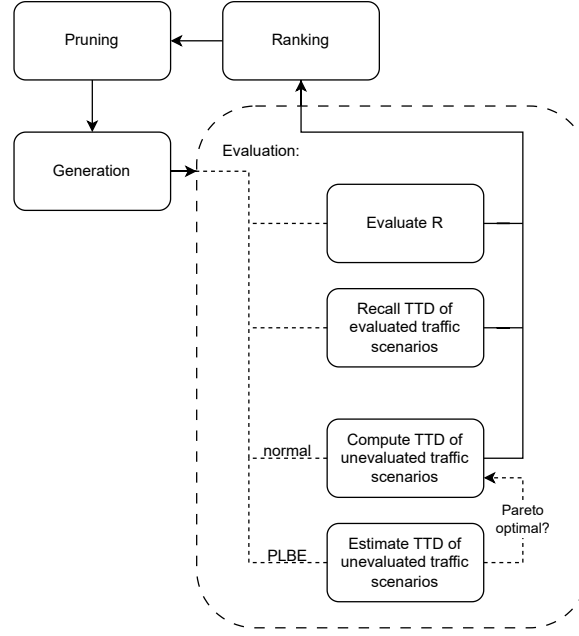 Pruning
Ranking
Generation
Evaluation:
Evaluate R
Recall TTD of
evaluated traffic
scenarios
normal
Compute TTD of
unevaluated traffic
scenarios
Pareto
optimal?
PLBE
Estimate TTD of
unevaluated traffic
scenarios